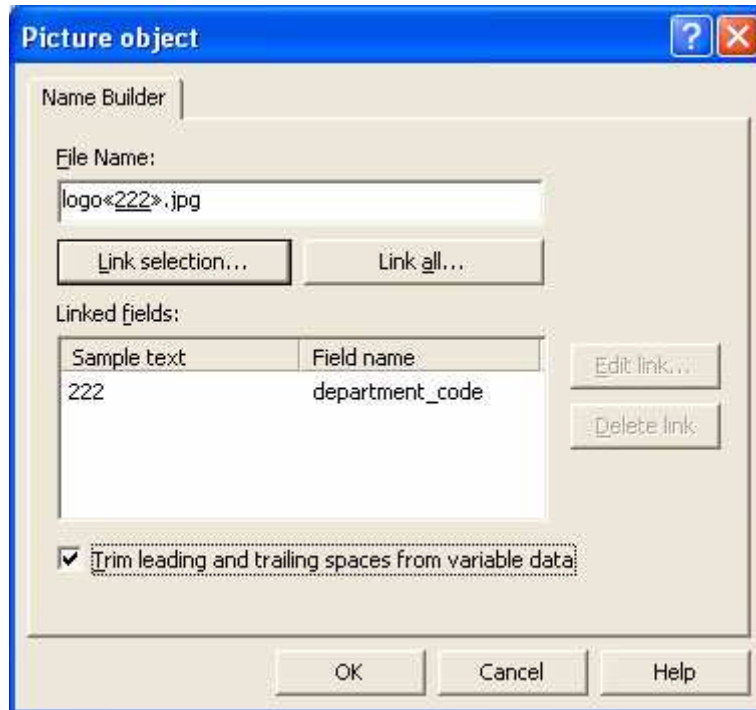 Picture object
Name Builder
File Name:
logo«222».jpg
Link selection...
Link all...
Linked fields:
Sample text
Field name
222
department_code
Edit link...
Delete link
Trim leading and trailing spaces from variable data
OK
Cancel
Help